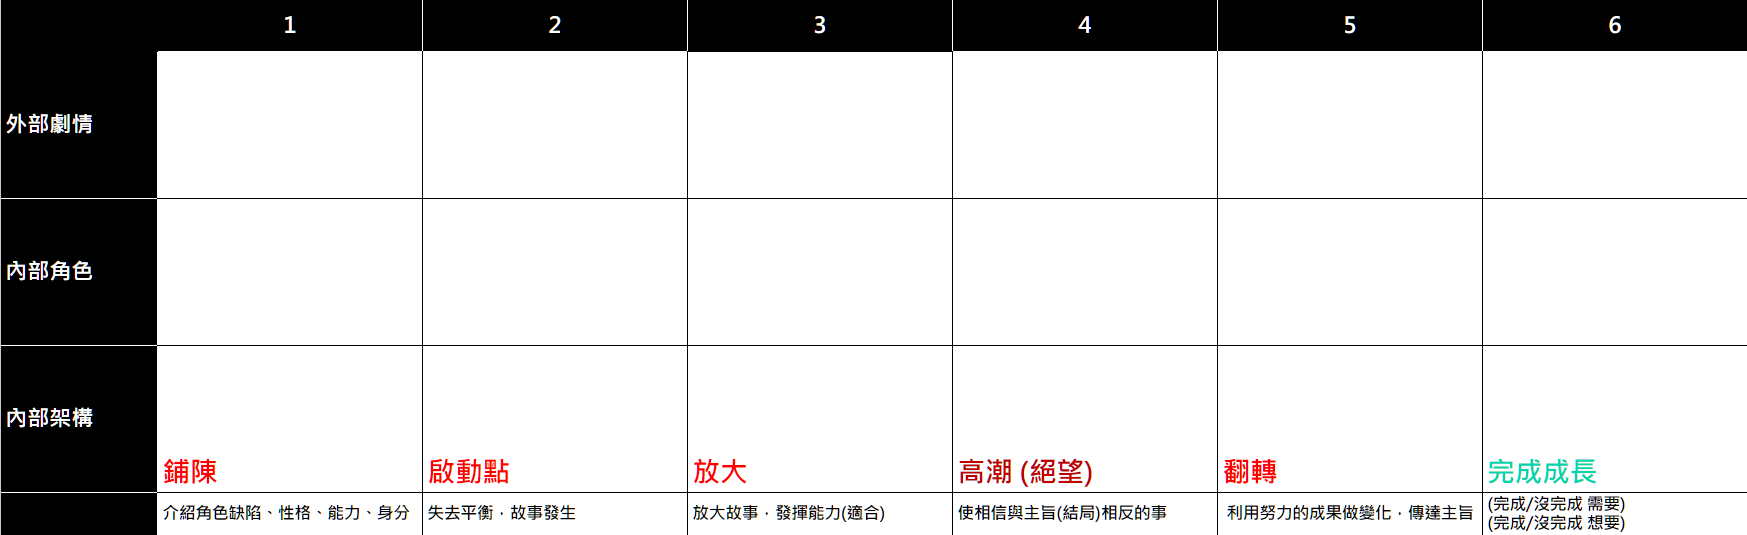 1 2 3 4 5 6
外部劇情
內部角色
內部架構
鋪陳 啟動點 放大 高潮 (絕望) 翻轉 完成成長
介紹角色缺陷、性格、能力、身分 失去平衡，故事發生 放大故事，發揮能力(適合) 使相信與主旨(結局)相反的事 利用努力的成果做變化，傳達主旨 (完成/沒完成 需要)
(完成/沒完成 想要)